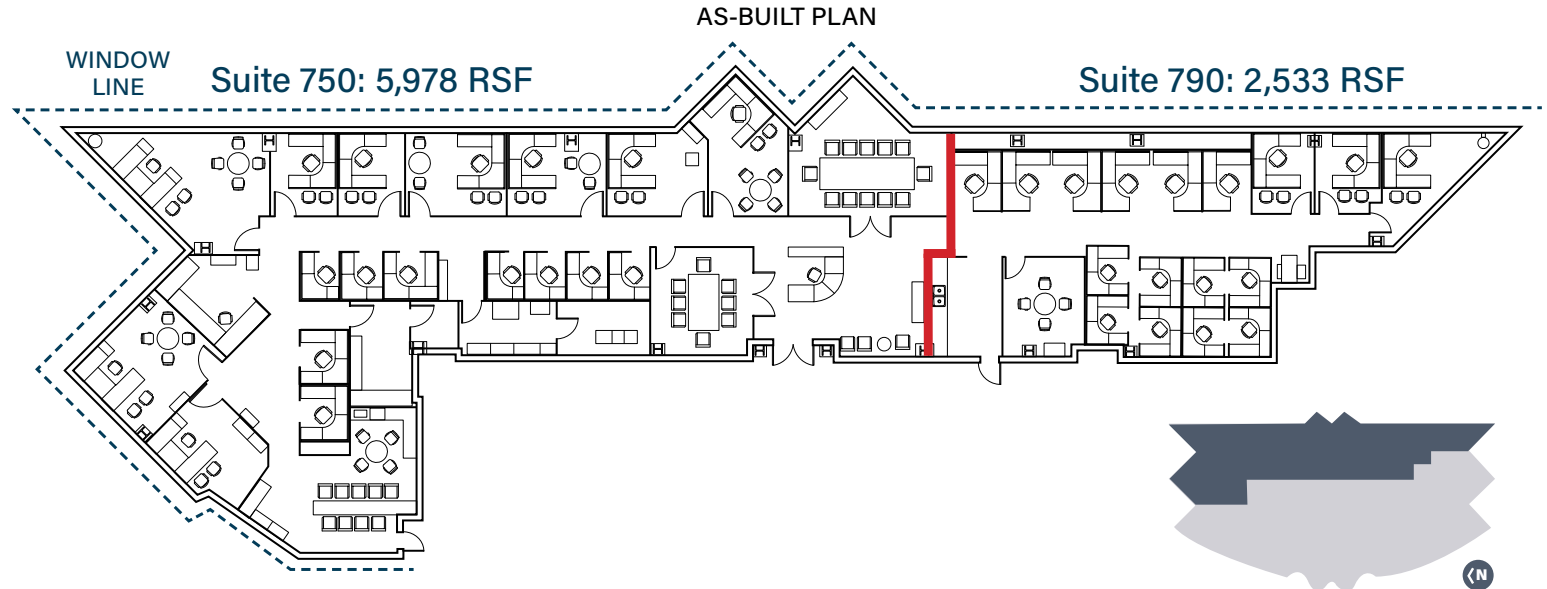 AS-BUILT PLAN
WINDOW
LINE
Suite 750: 5,978 RSF
Suite 790: 2,533 RSF
N